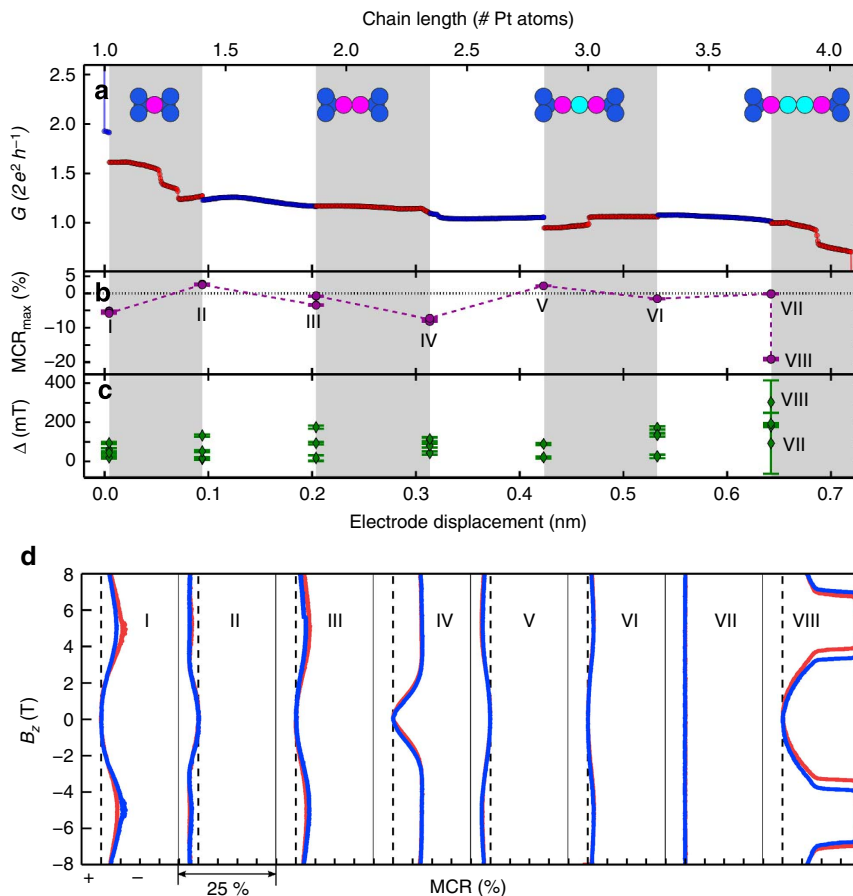 Chain length (# Pt atoms)
1.0 1.5 2.0 2.5 3.0 3.5 4.0
a
2.5
2.0
1.5
1.0
G (2e² h⁻¹)
b
5
0
−10
−20
MCRmax (%)
I II III IV V VI VII
VIII
c
400
200
0
Δ (mT)
VIII
VII
0.0 0.1 0.2 0.3 0.4 0.5 0.6 0.7
Electrode displacement (nm)
d
8
6
4
2
0
−2
−4
−6
−8
Bz (T)
I II III IV V VI VII VIII
+ −
25 %
MCR (%)